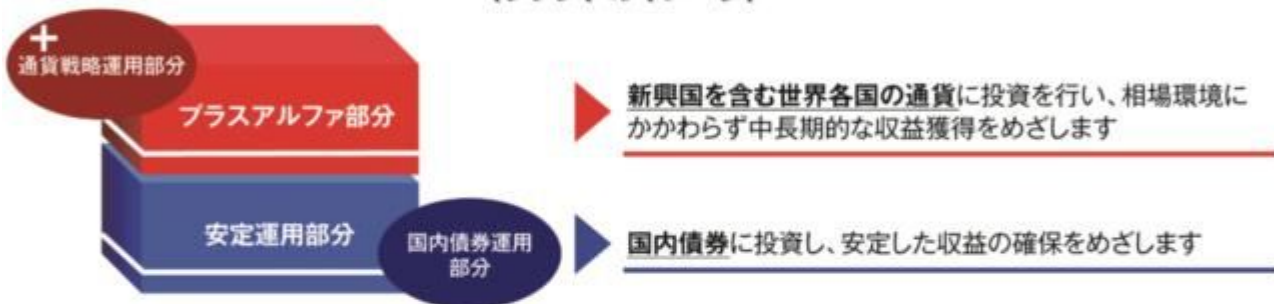 +
通貨戦略運用部分
プラスアルファ部分
新興国を含む世界各国の通貨に投資を行い、相場環境に
かかわらず中長期的な収益獲得をめざします
安定運用部分
国内債券運用
部分
国内債券に投資し、安定した収益の確保をめざします